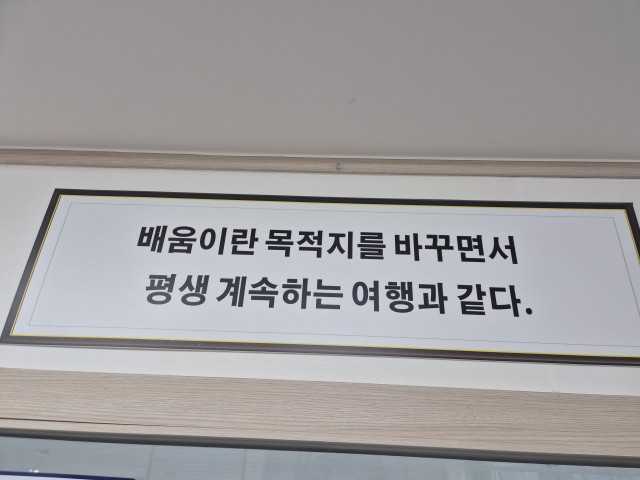 배움이란 목적지를 바꾸면서
평생 계속하는 여행과 같다.